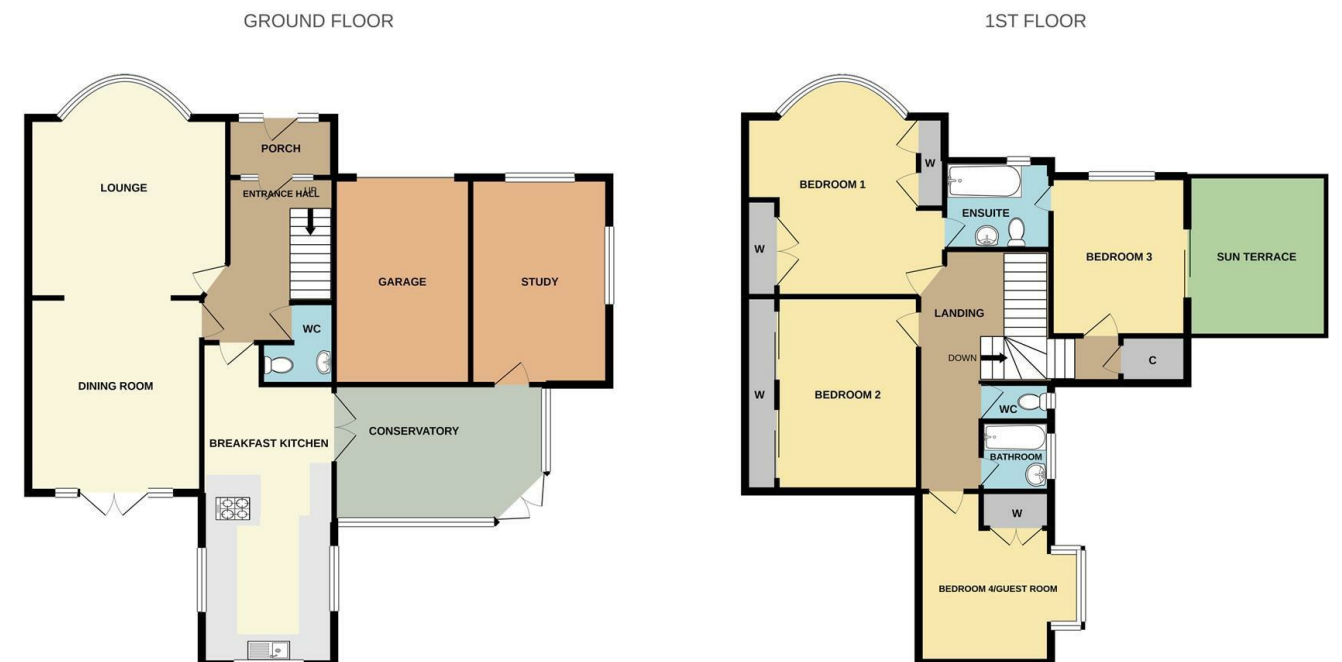 GROUND FLOOR
PORCH
LOUNGE
ENTRANCE HALL
UP
GARAGE
STUDY
WC
DINING ROOM
CONSERVATORY
BREAKFAST KITCHEN
1ST FLOOR
W
BEDROOM 1
ENSUITE
W
BEDROOM 3
SUN TERRACE
LANDING
DOWN
C
W
BEDROOM 2
WC
BATHROOM
W
BEDROOM 4/GUEST ROOM